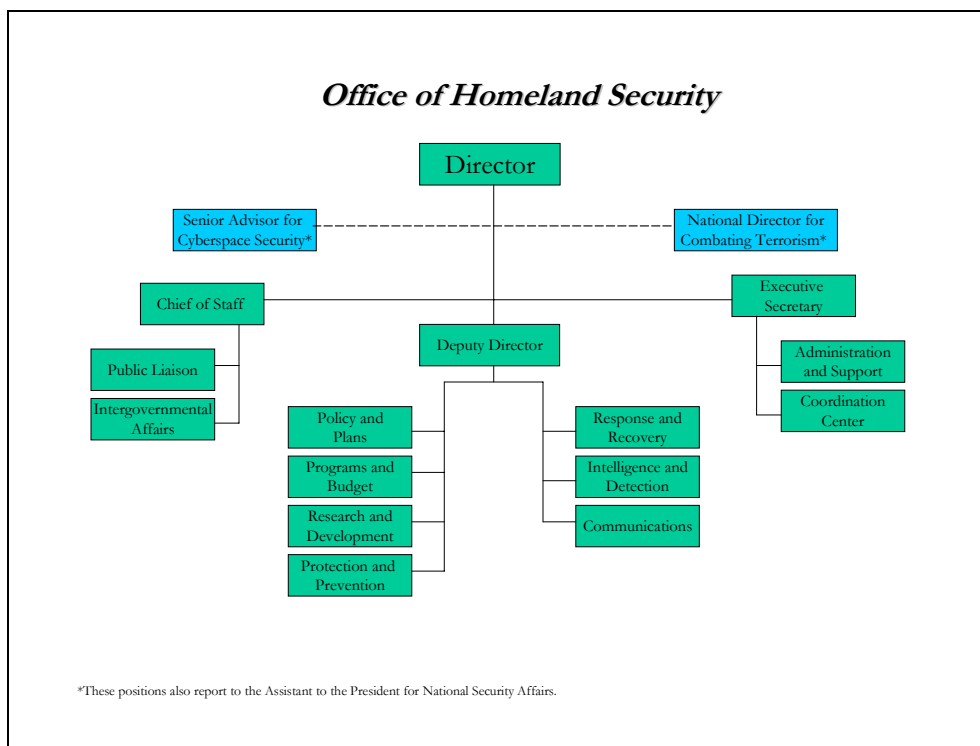 Office of Homeland Security
Director
Senior Advisor for
Cyberspace Security*
National Director for
Combating Terrorism*
Chief of Staff
Executive
Secretary
Deputy Director
Public Liaison
Intergovernmental
Affairs
Administration
and Support
Coordination
Center
Policy and
Plans
Programs and
Budget
Research and
Development
Protection and
Prevention
Response and
Recovery
Intelligence and
Detection
Communications
*These positions also report to the Assistant to the President for National Security Affairs.